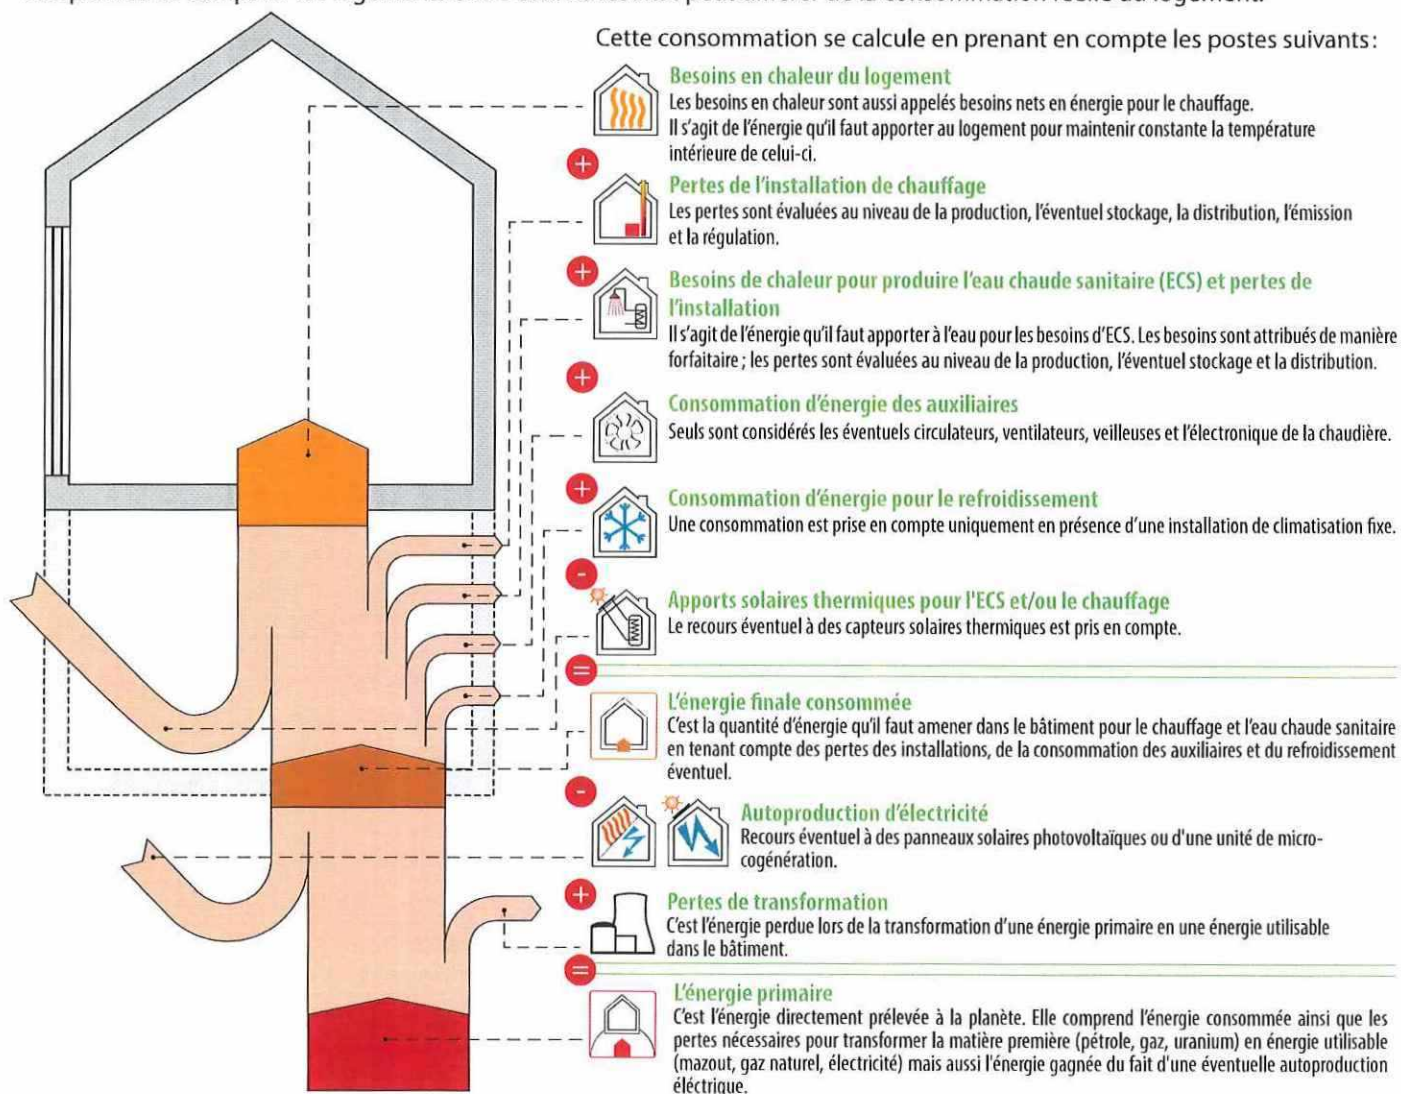 Cette consommation se calcule en prenant en compte les postes suivants:
Besoins en chaleur du logement
Les besoins en chaleur sont aussi appelés besoins nets en énergie pour le chauffage.
Il s'agit de l'énergie qu'il faut apporter au logement pour maintenir constante la température
intérieure de celui-ci.
+
Pertes de l'installation de chauffage
Les pertes sont évaluées au niveau de la production, l'éventuel stockage, la distribution, l'émission
et la régulation.
+
Besoins de chaleur pour produire l'eau chaude sanitaire (ECS) et pertes de
l'installation
Il s'agit de l'énergie qu'il faut apporter à l'eau pour les besoins d'ECS. Les besoins sont attribués de manière
forfaitaire ; les pertes sont évaluées au niveau de la production, l'éventuel stockage et la distribution.
+
Consommation d'énergie des auxiliaires
Seuls sont considérés les éventuels circulateurs, ventilateurs, veilleuses et l'électronique de la chaudière.
+
Consommation d'énergie pour le refroidissement
Une consommation est prise en compte uniquement en présence d'une installation de climatisation fixe.
-
Apports solaires thermiques pour l'ECS et/ou le chauffage
Le recours éventuel à des capteurs solaires thermiques est pris en compte.
=
L'énergie finale consommée
C'est la quantité d'énergie qu'il faut amener dans le bâtiment pour le chauffage et l'eau chaude sanitaire
en tenant compte des pertes des installations, de la consommation des auxiliaires et du refroidissement
éventuel.
-
Autoproduction d'électricité
Recours éventuel à des panneaux solaires photovoltaïques ou d'une unité de micro-
cogénération.
+
Pertes de transformation
C'est l'énergie perdue lors de la transformation d'une énergie primaire en une énergie utilisable
dans le bâtiment.
=
L'énergie primaire
C'est l'énergie directement prélevée à la planète. Elle comprend l'énergie consommée ainsi que les
pertes nécessaires pour transformer la matière première (pétrole, gaz, uranium) en énergie utilisable
(mazout, gaz naturel, électricité) mais aussi l'énergie gagnée du fait d'une éventuelle autoproduction
éléctrique.